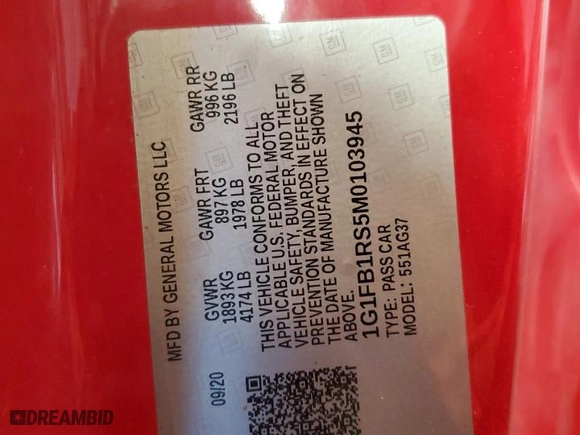 MFD BY GENERAL MOTORS LLC
09/20
GVWR
1893 KG
4174 LB
GAWR FRT
897 KG
1978 LB
GAWR RR
996 KG
2196 LB
THIS VEHICLE CONFORMS TO ALL
APPLICABLE U.S. FEDERAL MOTOR
VEHICLE SAFETY, BUMPER, AND THEFT
PREVENTION STANDARDS IN EFFECT ON
THE DATE OF MANUFACTURE SHOWN
ABOVE.
1G1FB1RS5M0103945
TYPE: PASS CAR
MODEL: 551AG37
GM
DREAMBID